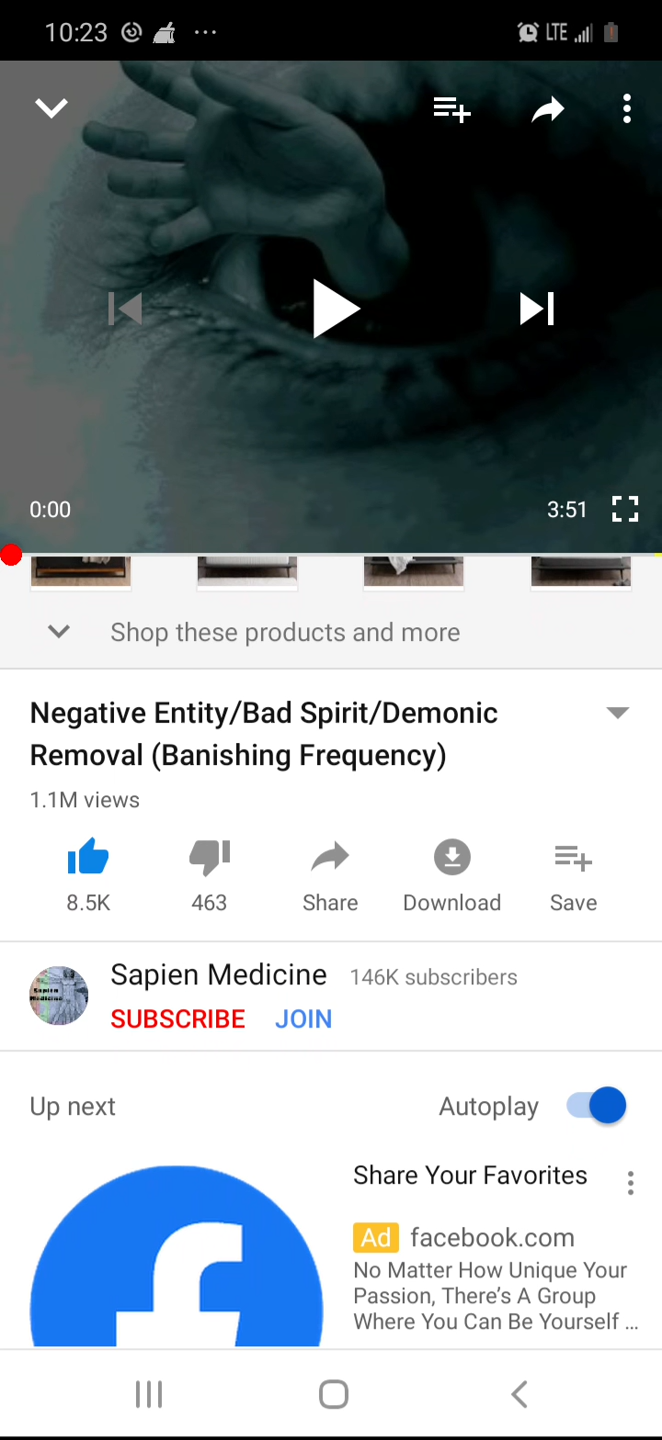 10:23
LTE
0:00
3:51
Shop these products and more
Negative Entity/Bad Spirit/Demonic
Removal (Banishing Frequency)
1.1M views
8.5K
463
Share
Download
Save
Sapien Medicine
Sapien Medicine 146K subscribers
SUBSCRIBE JOIN
Up next
Autoplay
Share Your Favorites
Ad facebook.com
No Matter How Unique Your
Passion, There’s A Group
Where You Can Be Yourself ...